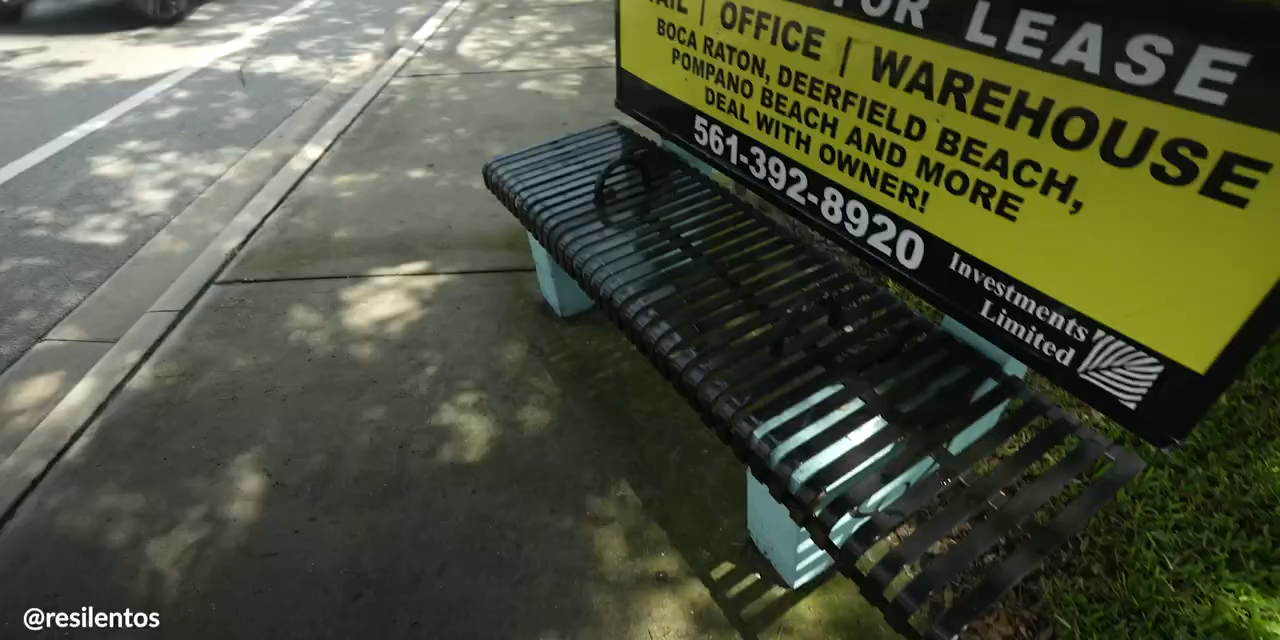 FOR LEASE
OFFICE | WAREHOUSE
BOCA RATON, DEERFIELD BEACH,
POMPANO BEACH AND MORE
DEAL WITH OWNER!
561-392-8920
Investments
Limited
@resilentos